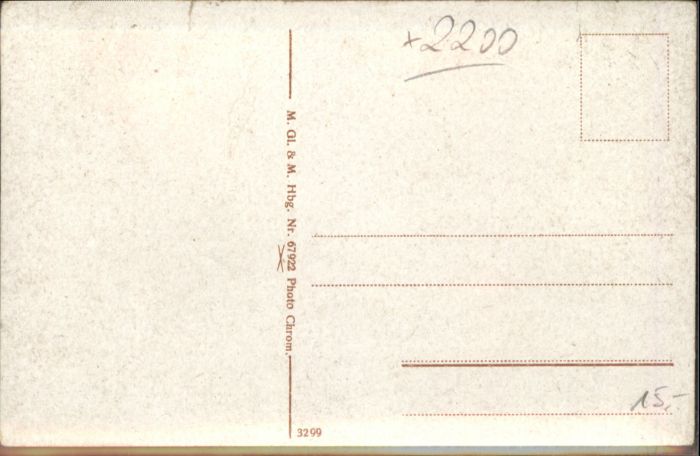 ×2200
M. Gl. & M. Hbg. Nr. 67922 Photo Chrom.
15.-
3299